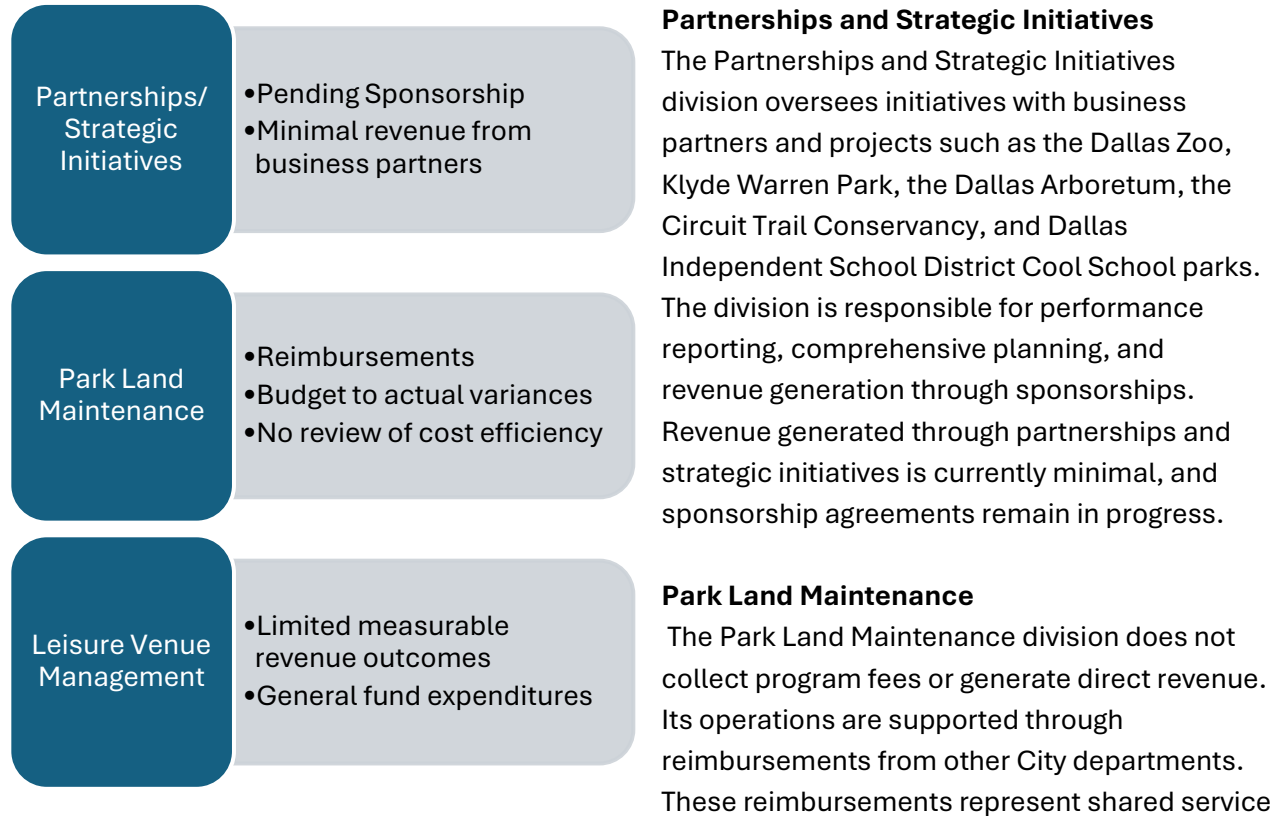 Partnerships/
Strategic
Initiatives
•Pending Sponsorship
•Minimal revenue from
business partners
Park Land
Maintenance
•Reimbursements
•Budget to actual variances
•No review of cost efficiency
Leisure Venue
Management
•Limited measurable
revenue outcomes
•General fund expenditures
Partnerships and Strategic Initiatives
The Partnerships and Strategic Initiatives
division oversees initiatives with business
partners and projects such as the Dallas Zoo,
Klyde Warren Park, the Dallas Arboretum, the
Circuit Trail Conservancy, and Dallas
Independent School District Cool School parks.
The division is responsible for performance
reporting, comprehensive planning, and
revenue generation through sponsorships.
Revenue generated through partnerships and
strategic initiatives is currently minimal, and
sponsorship agreements remain in progress.
Park Land Maintenance
The Park Land Maintenance division does not
collect program fees or generate direct revenue.
Its operations are supported through
reimbursements from other City departments.
These reimbursements represent shared service